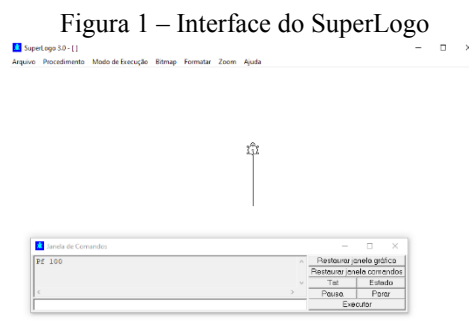 Figura 1 – Interface do SuperLogo
SuperLogo 3.0 - [ ]
Arquivo Procedimento Modo de Execução Bitmap Formatar Zoom Ajuda
Janela de Comandos
Pf 100
Restaurar janela gráfica
Restaurar janela comandos
Tat Estado
Pausa Parar
Executar